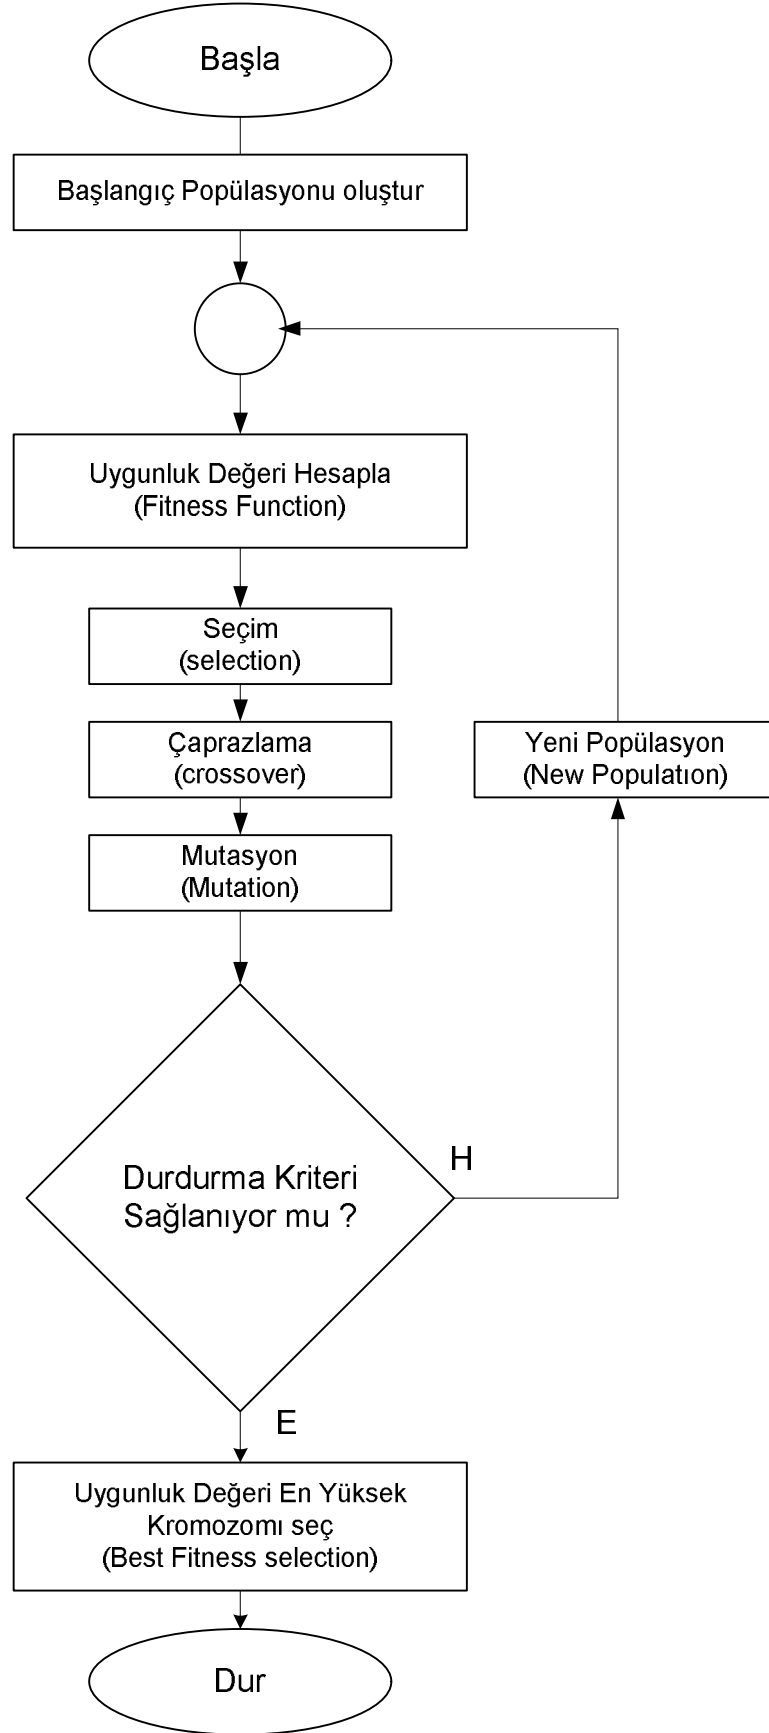 Başla
Başlangıç Popülasyonu oluştur
Uygunluk Değeri Hesapla
(Fitness Function)
Seçim
(selection)
Çaprazlama
(crossover)
Yeni Popülasyon
(New Populatıon)
Mutasyon
(Mutation)
Durdurma Kriteri
Sağlanıyor mu ?
H
E
Uygunluk Değeri En Yüksek
Kromozomı seç
(Best Fitness selection)
Dur